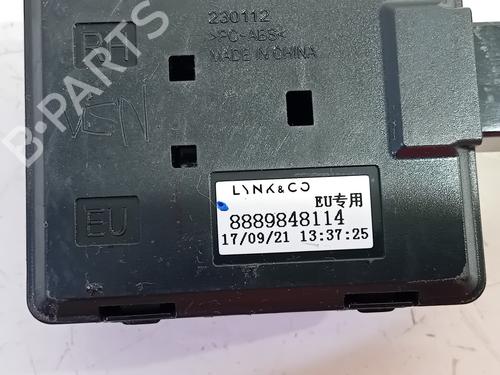 230112
>PC-ABS<
MADE IN CHINA
RH
EU
LYNK&CO
EU专用
8889848114
17/09/21 13:37:25
B-PARTS